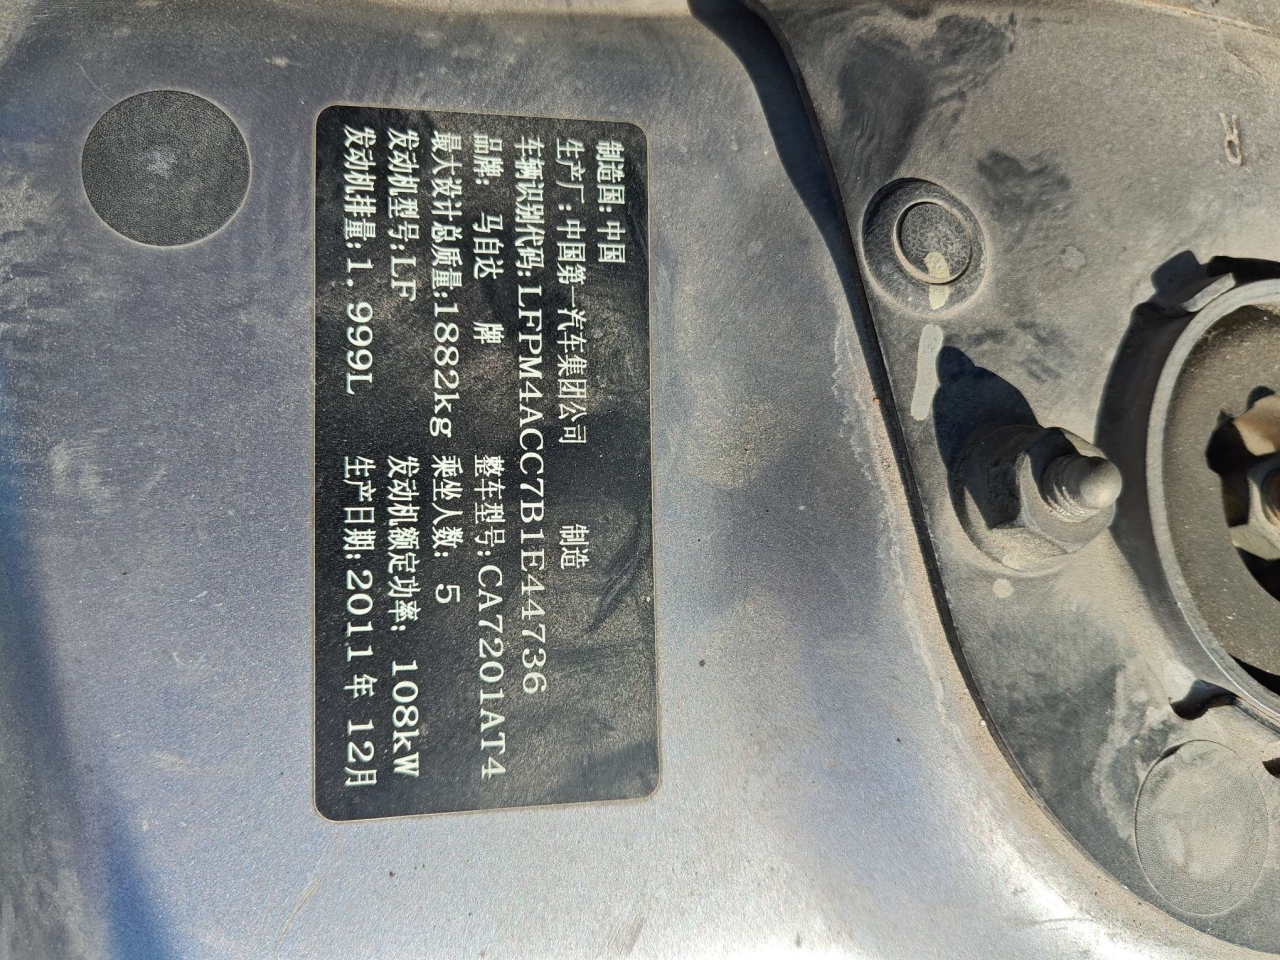 制造国:中国
生产厂:中国第一汽车集团公司 制造
车辆识别代码:LFPM4ACC7B1E44736
品牌: 马自达 牌 整车型号:CA7201AT4
最大设计总质量:1882kg 乘坐人数: 5
发动机型号:LF 发动机额定功率: 108kW
发动机排量:1.999L 生产日期:2011年 12月